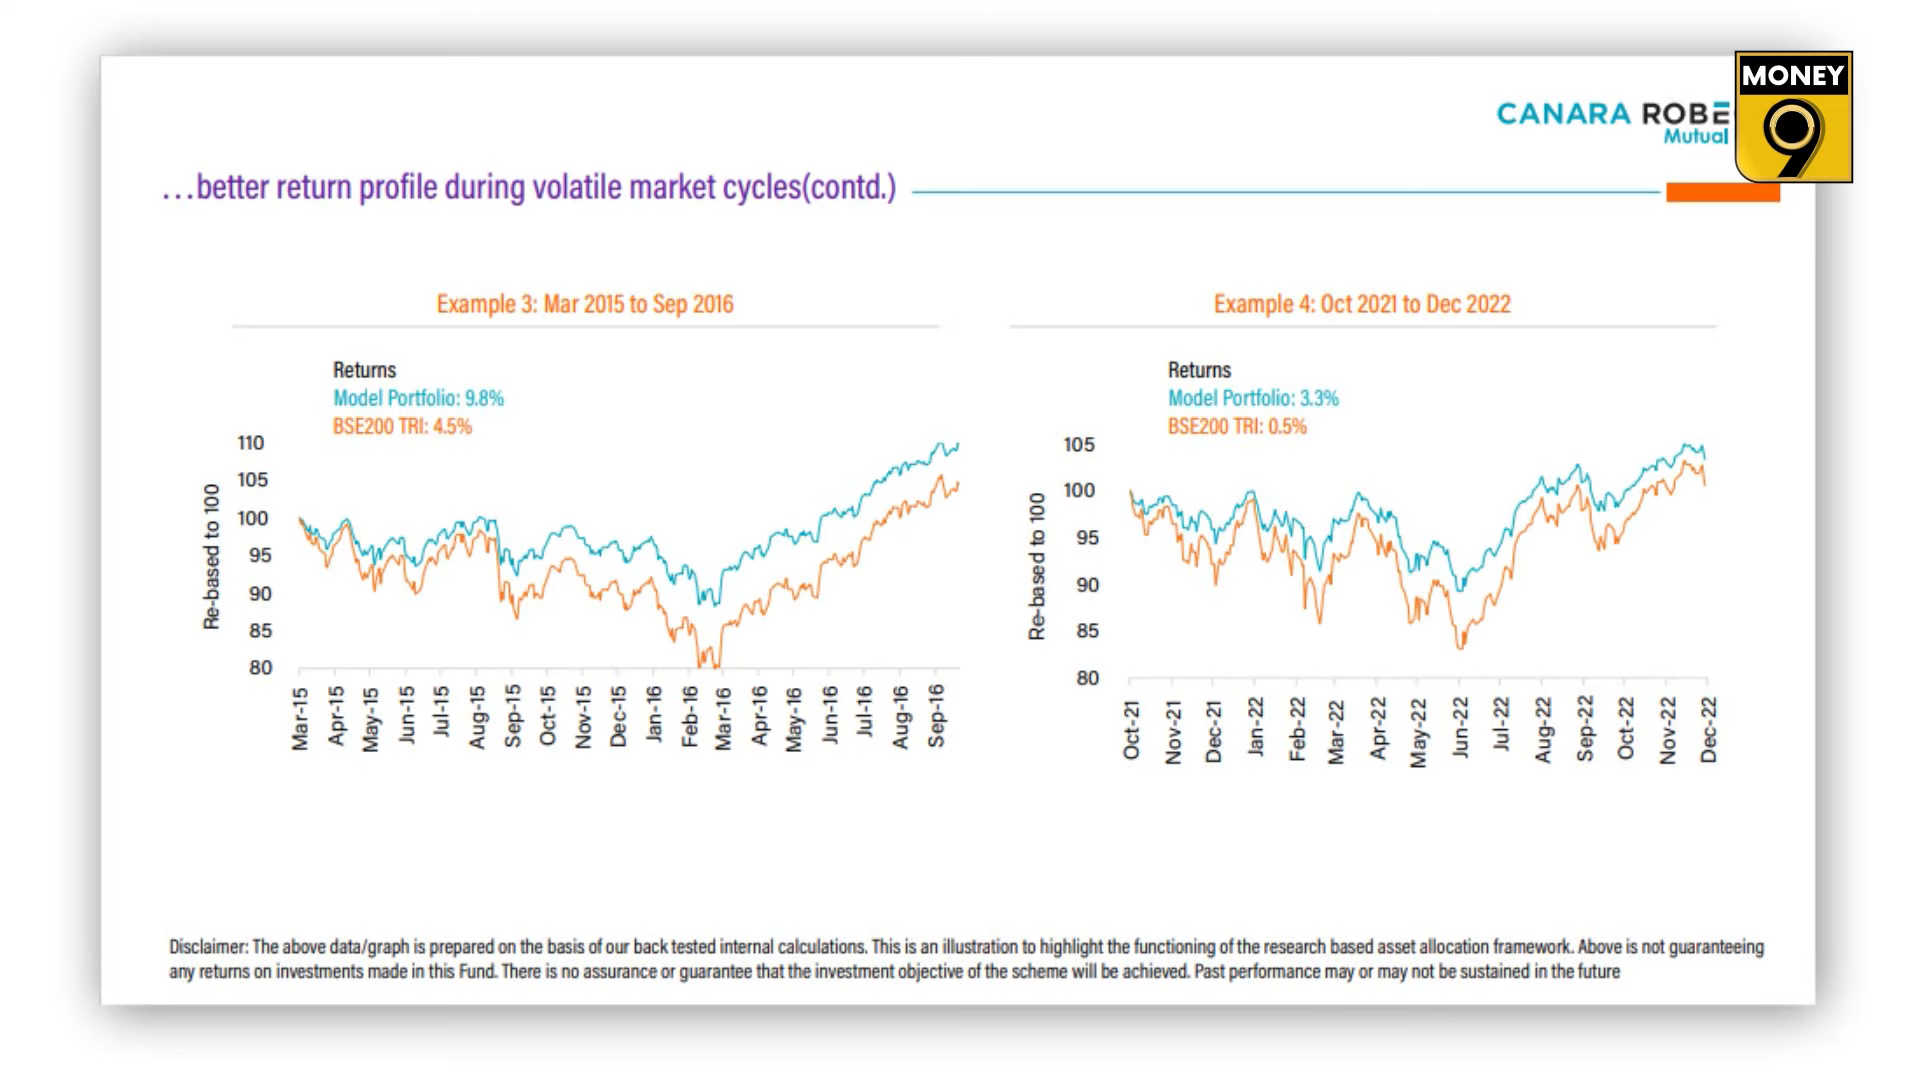 MONEY
9
CANARA ROBE
Mutual
...better return profile during volatile market cycles(contd.)
Example 3: Mar 2015 to Sep 2016
Returns
Model Portfolio: 9.8%
BSE200 TRI: 4.5%
Re-based to 100
110
105
100
95
90
85
80
Mar-15
Apr-15
May-15
Jun-15
Jul-15
Aug-15
Sep-15
Oct-15
Nov-15
Dec-15
Jan-16
Feb-16
Mar-16
Apr-16
May-16
Jun-16
Jul-16
Aug-16
Sep-16
Example 4: Oct 2021 to Dec 2022
Returns
Model Portfolio: 3.3%
BSE200 TRI: 0.5%
Re-based to 100
105
100
95
90
85
80
Oct-21
Nov-21
Dec-21
Jan-22
Feb-22
Mar-22
Apr-22
May-22
Jun-22
Jul-22
Aug-22
Sep-22
Oct-22
Nov-22
Dec-22
Disclaimer: The above data/graph is prepared on the basis of our back tested internal calculations. This is an illustration to highlight the functioning of the research based asset allocation framework. Above is not guaranteeing
any returns on investments made in this Fund. There is no assurance or guarantee that the investment objective of the scheme will be achieved. Past performance may or may not be sustained in the future